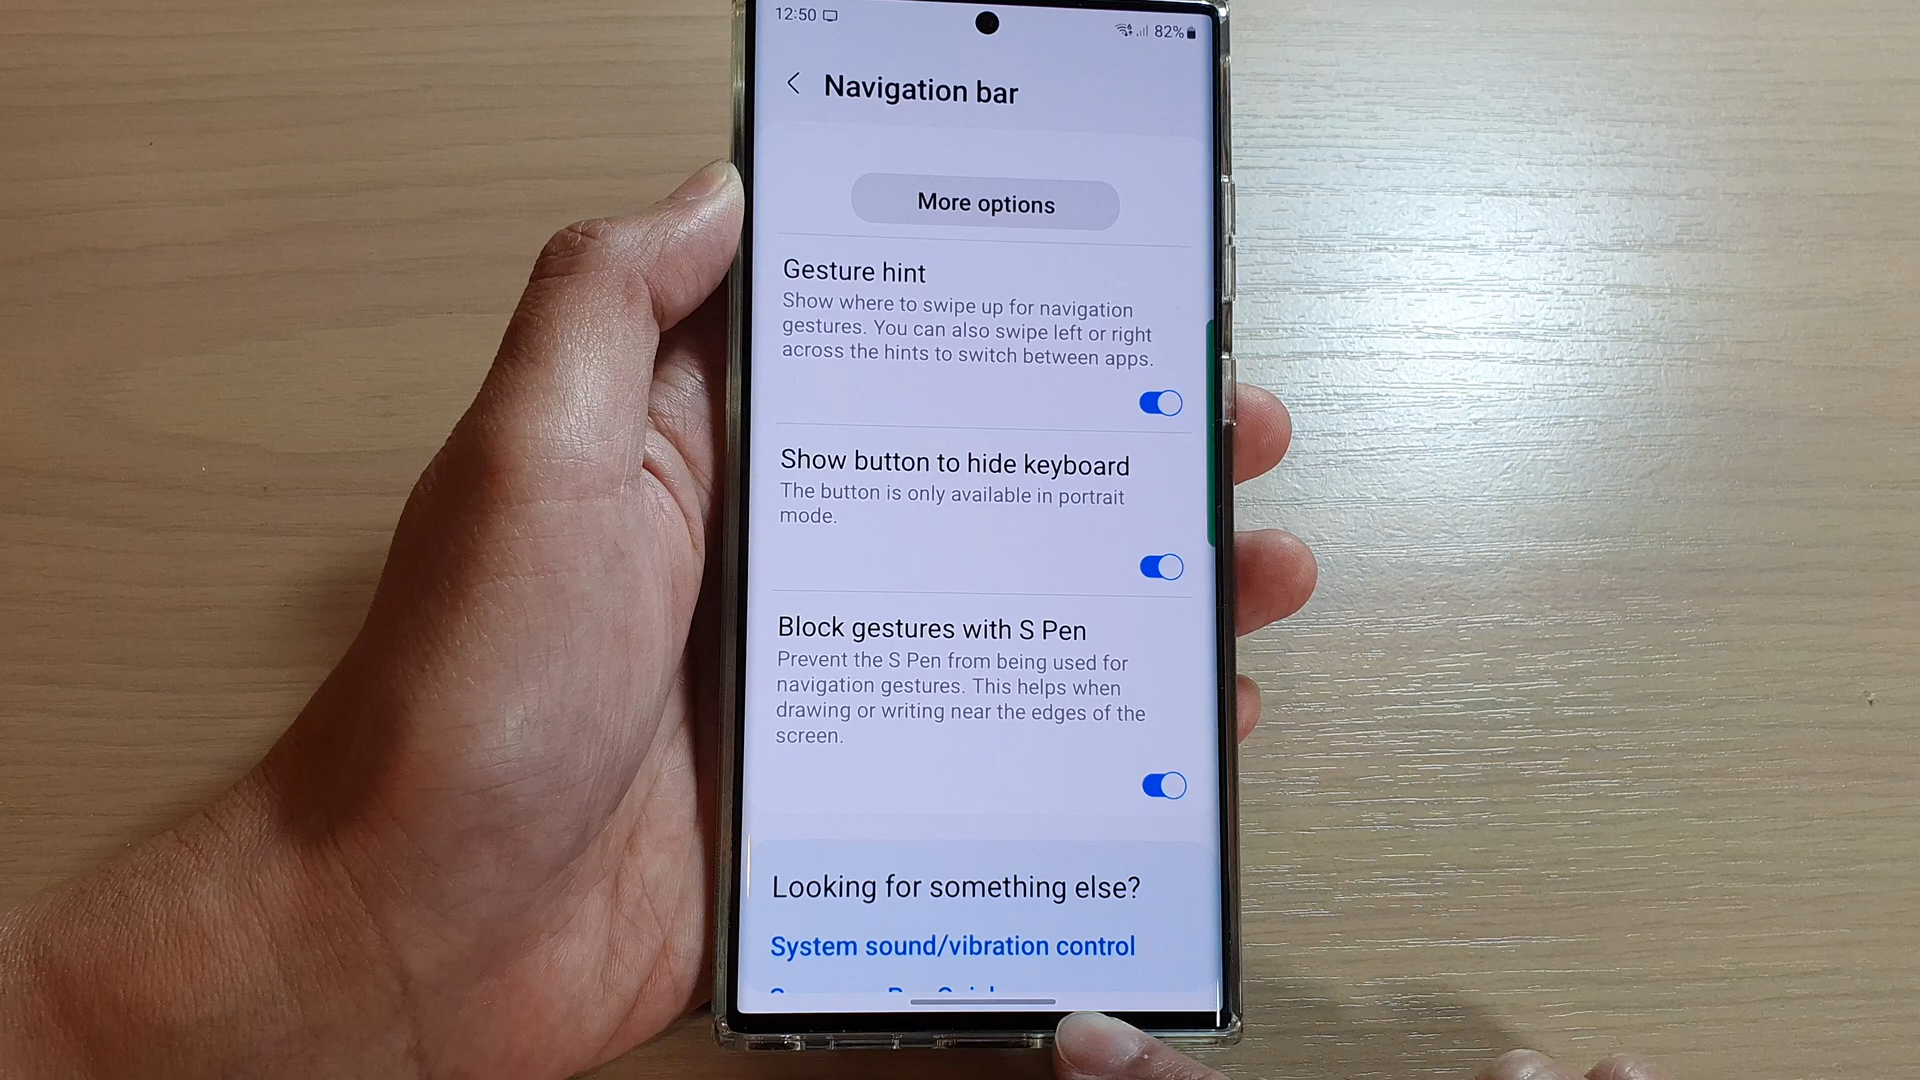 12:50
82%
Navigation bar
More options
Gesture hint
Show where to swipe up for navigation
gestures. You can also swipe left or right
across the hints to switch between apps.
Show button to hide keyboard
The button is only available in portrait
mode.
Block gestures with S Pen
Prevent the S Pen from being used for
navigation gestures. This helps when
drawing or writing near the edges of the
screen.
Looking for something else?
System sound/vibration control